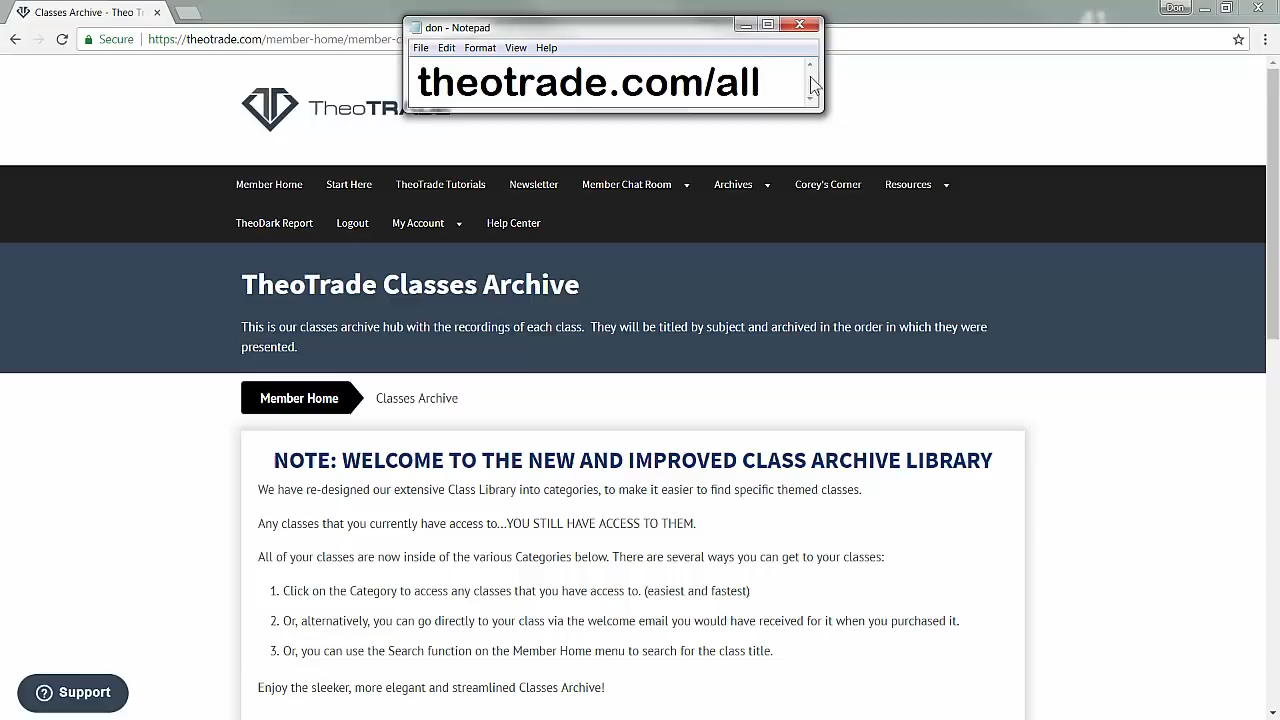 Classes Archive - Theo Tr
Don
Secure
https://theotrade.com/member-home/member-c
don - Notepad
File Edit Format View Help
theotrade.com/all
TheoTRADE
Member Home Start Here TheoTrade Tutorials Newsletter Member Chat Room Archives Corey's Corner Resources
TheoDark Report Logout My Account Help Center
TheoTrade Classes Archive
This is our classes archive hub with the recordings of each class. They will be titled by subject and archived in the order in which they were
presented.
Member Home Classes Archive
NOTE: WELCOME TO THE NEW AND IMPROVED CLASS ARCHIVE LIBRARY
We have re-designed our extensive Class Library into categories, to make it easier to find specific themed classes.
Any classes that you currently have access to...YOU STILL HAVE ACCESS TO THEM.
All of your classes are now inside of the various Categories below. There are several ways you can get to your classes:
1. Click on the Category to access any classes that you have access to. (easiest and fastest)
2. Or, alternatively, you can go directly to your class via the welcome email you would have received for it when you purchased it.
3. Or, you can use the Search function on the Member Home menu to search for the class title.
Enjoy the sleeker, more elegant and streamlined Classes Archive!
Support